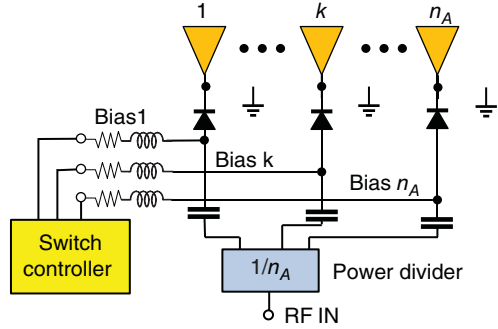 1
k
n_A
Bias1
Bias k
Bias n_A
Switch
controller
1/n_A
Power divider
RF IN